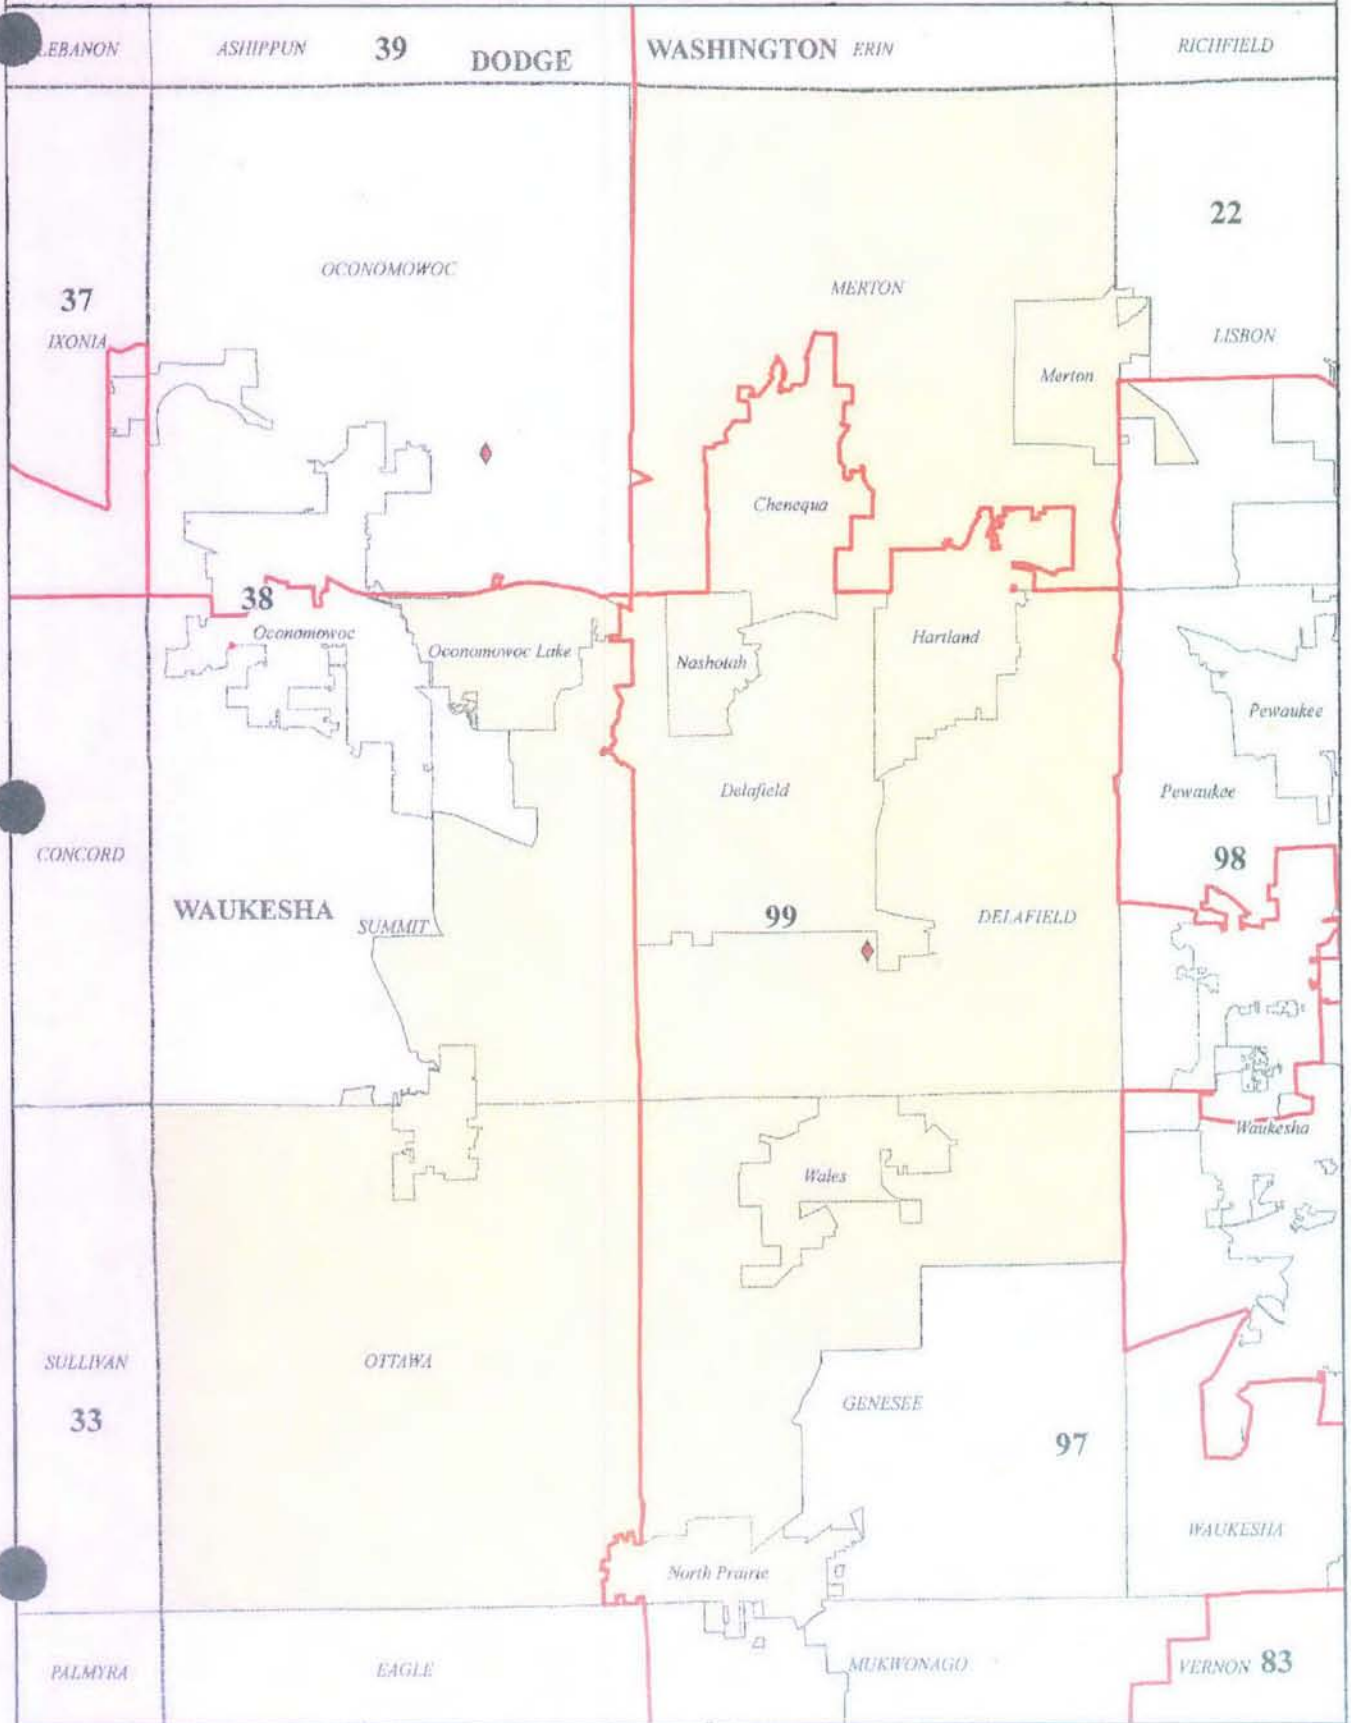 LEBANON ASHIPPUN 39 DODGE WASHINGTON ERIN RICHFIELD
22
OCONOMOWOC
MERTON
37
IXONIA
LISBON
Merton
Chenequa
38
Oconomowoc
Oconomowoc Lake
Nashotah
Hartland
Pewaukee
Delafield
Pewaukee
CONCORD
98
WAUKESHA
SUMMIT
99
DELAFIELD
Waukesha
Wales
SULLIVAN
OTTAWA
33
GENESEE
97
WAUKESHA
North Prairie
PALMYRA EAGLE MUKWONAGO VERNON 83